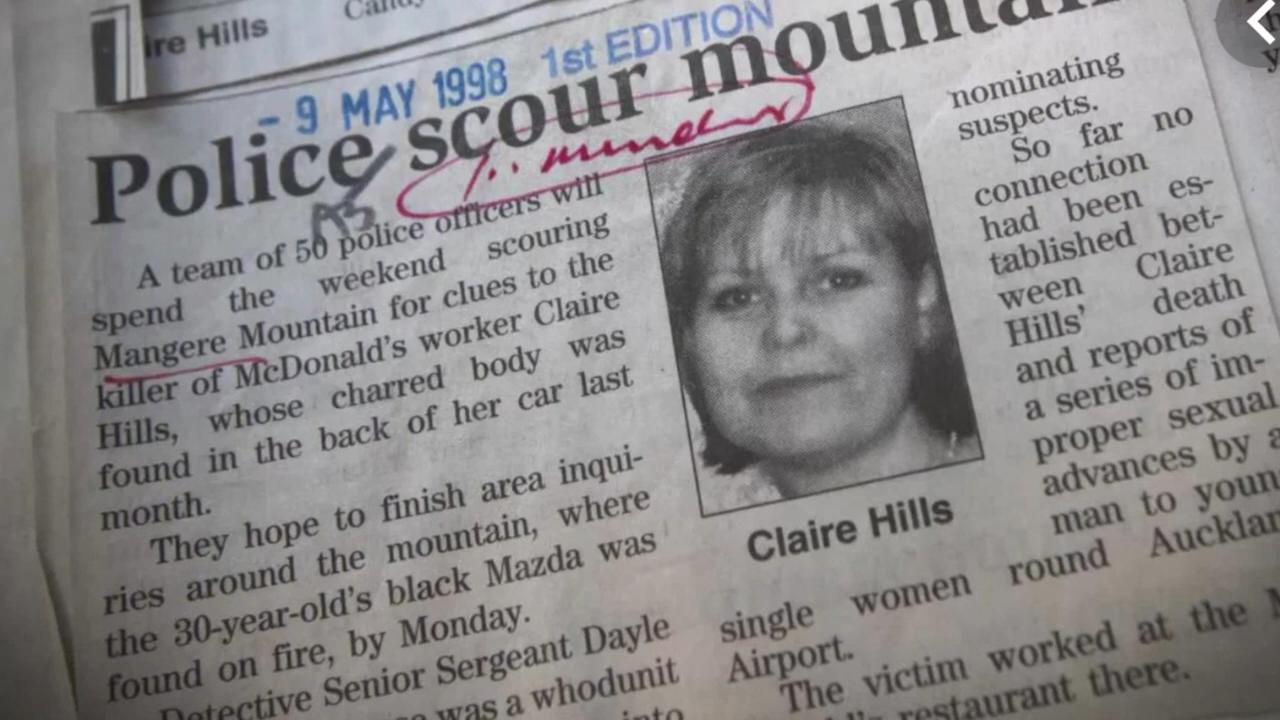 ire Hills
- 9 MAY 1998 1st EDITION
Police scour
A team of 50 police officers will
spend the weekend scouring
Mangere Mountain for clues to the
killer of McDonald's worker Claire
Hills, whose charred body was
found in the back of her car last
month.
They hope to finish area inqui-
ries around the mountain, where
the 30-year-old's black Mazda was
found on fire, by Monday.
Detective Senior Sergeant Dayle
was a whodunit
into
Claire Hills
nominating
suspects.
So far no
connection
had been es-
tablished bet-
ween Claire
Hills' death
and reports of
a series of im-
proper sexual
advances by a
man to
single women round
Airport.
The victim worked at the
restaurant there.